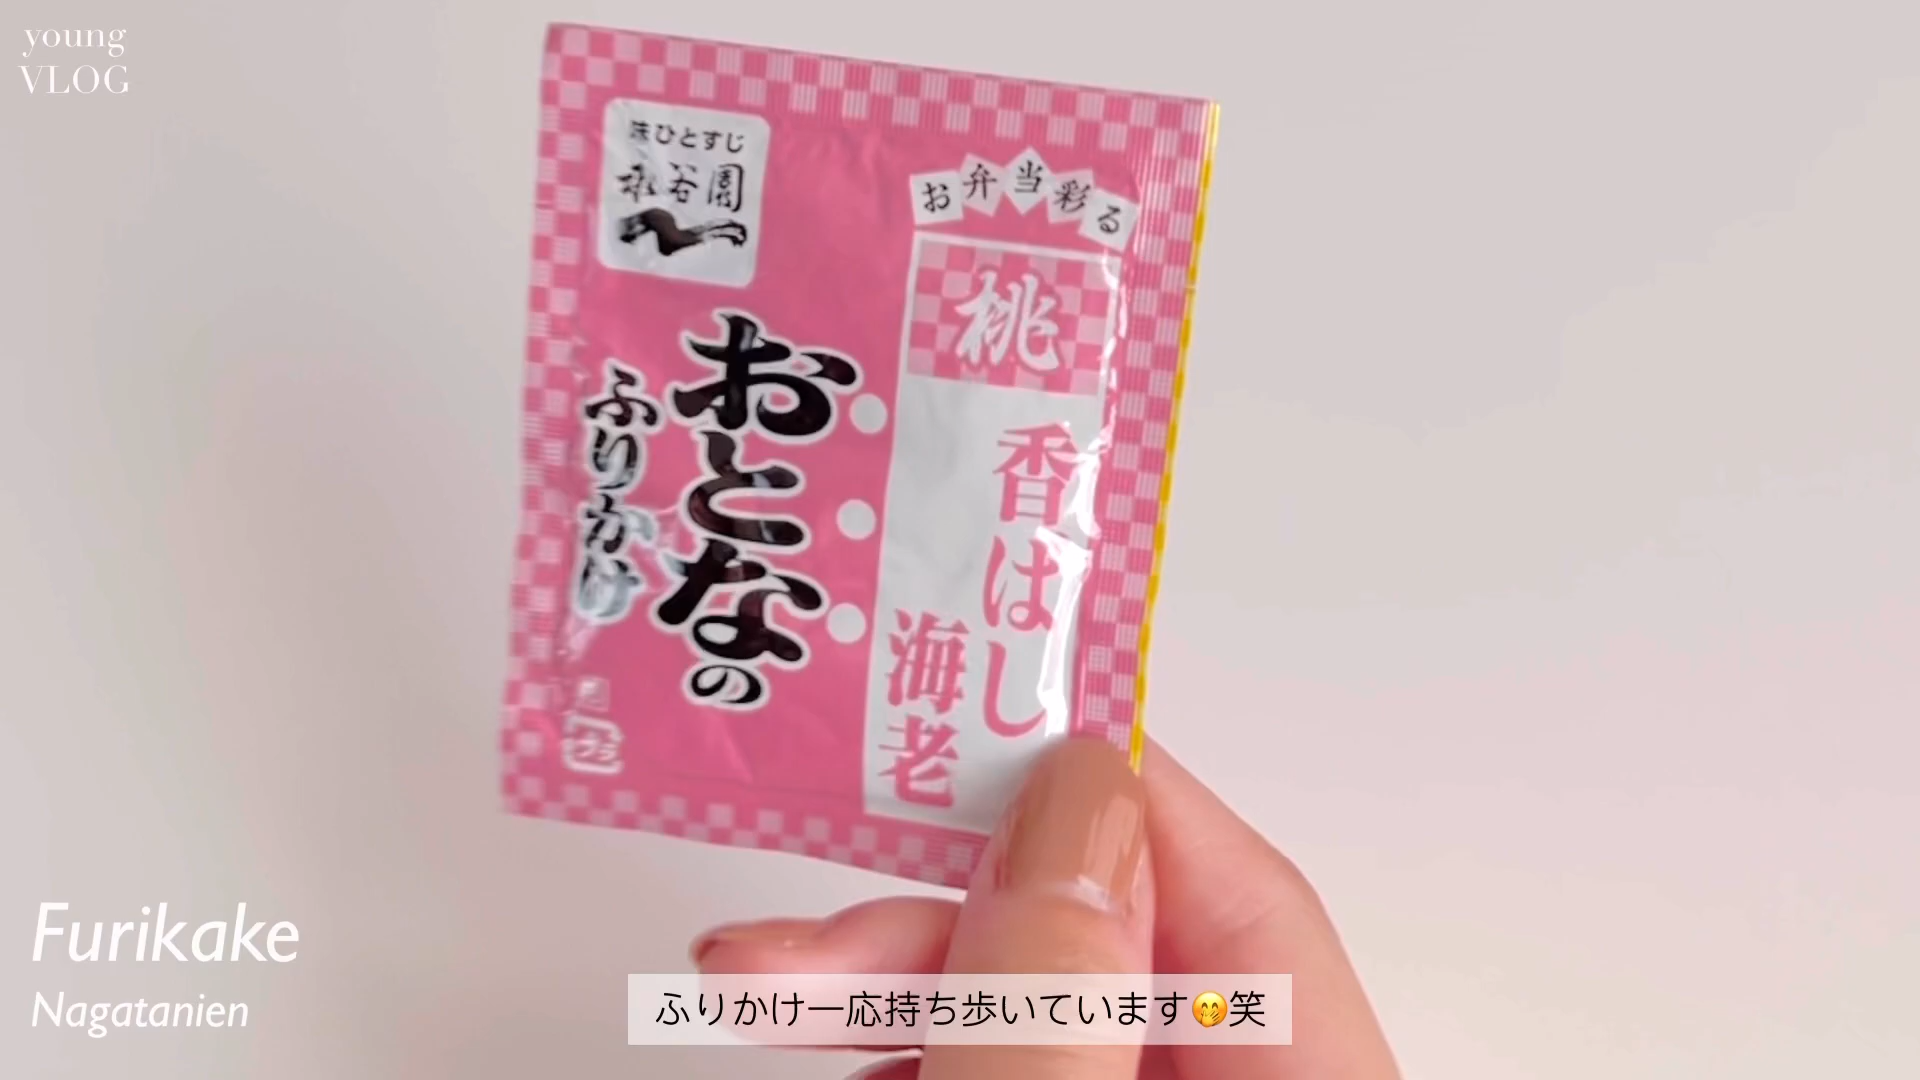 young
VLOG
味ひとすじ
永谷園
お弁当彩る
桃
香ばし
海老
おとなの
ふりかけ
プラ
Furikake
Nagatanien
ふりかけ一応持ち歩いています🤭笑